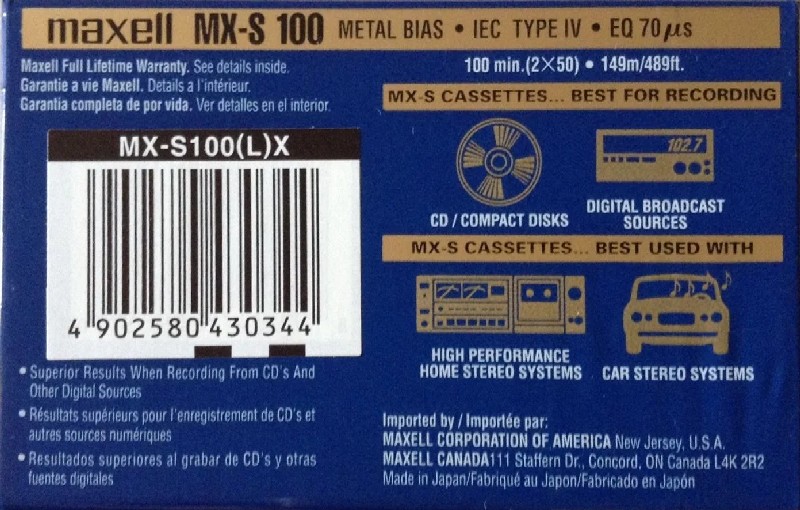 maxell MX-S 100 METAL BIAS • IEC TYPE IV • EQ 70µs
Maxell Full Lifetime Warranty. See details inside.
Garantie a vie Maxell. Details a l'intérieur.
Garantia completa de por vida. Ver detalles en el interior.
100 min.(2×50) • 149m/489ft.
MX-S CASSETTES... BEST FOR RECORDING
102.7
CD / COMPACT DISKS
DIGITAL BROADCAST
SOURCES
MX-S CASSETTES... BEST USED WITH
HIGH PERFORMANCE
HOME STEREO SYSTEMS
CAR STEREO SYSTEMS
MX-S100(L)X
4 902580 430344
• Superior Results When Recording From CD's And
Other Digital Sources
• Résultats supérieurs pour l'enregistrement de CD's et
autres sources numériques
• Resultados superiores al grabar de CD's y otras
fuentes digitales
Imported by / Importée par:
MAXELL CORPORATION OF AMERICA New Jersey, U.S.A.
MAXELL CANADA111 Staffern Dr., Concord, ON Canada L4K 2R2
Made in Japan/Fabriqué au Japon/Fabricado en Japón